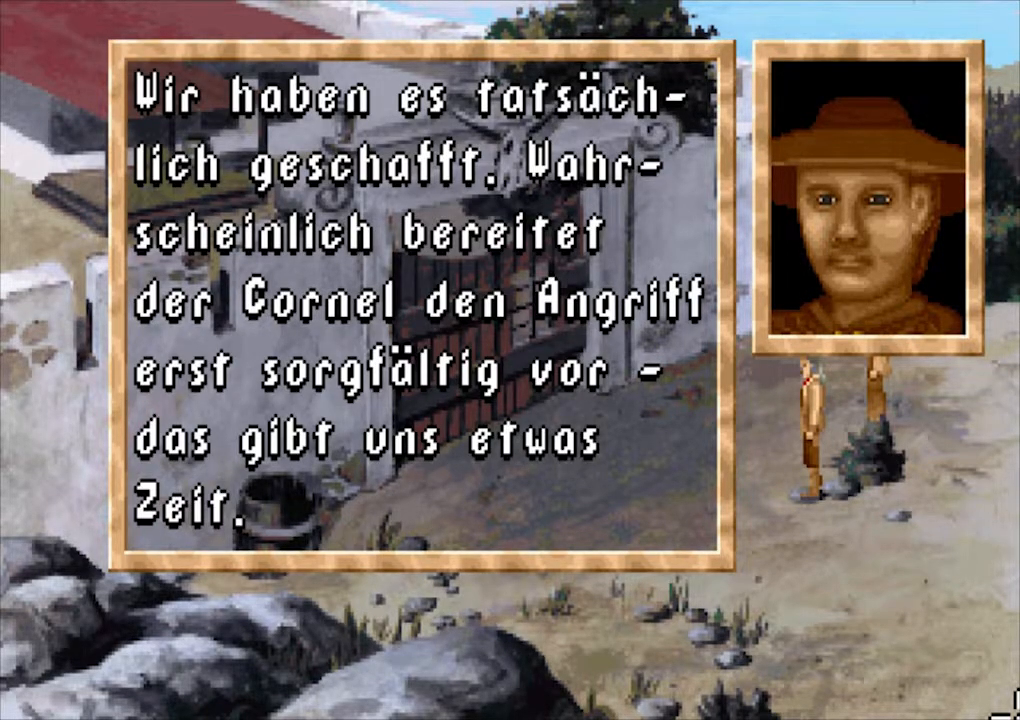 Wir haben es tatsäch-
lich geschafft. Wahr-
scheinlich bereitet
der Cornel den Angriff
erst sorgfältig vor -
das gibt uns etwas
Zeit.